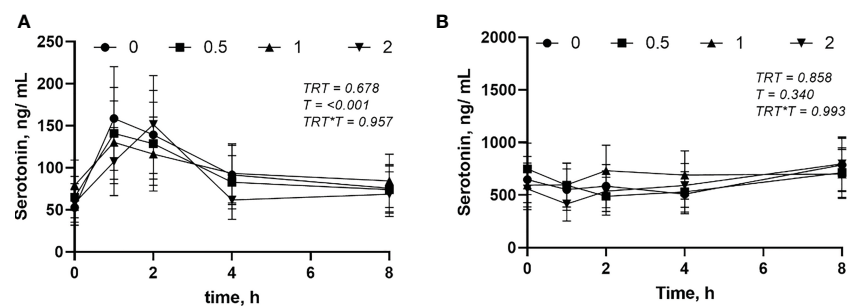 A
0 0.5 1 2
250
200
150
100
50
0
Serotonin, ng/ mL
TRT = 0.678
T = <0.001
TRT*T = 0.957
0 2 4 6 8
time, h
B
0 0.5 1 2
2000
1500
1000
500
0
Serotonin, ng/ mL
TRT = 0.858
T = 0.340
TRT*T = 0.993
0 2 4 6 8
Time, h